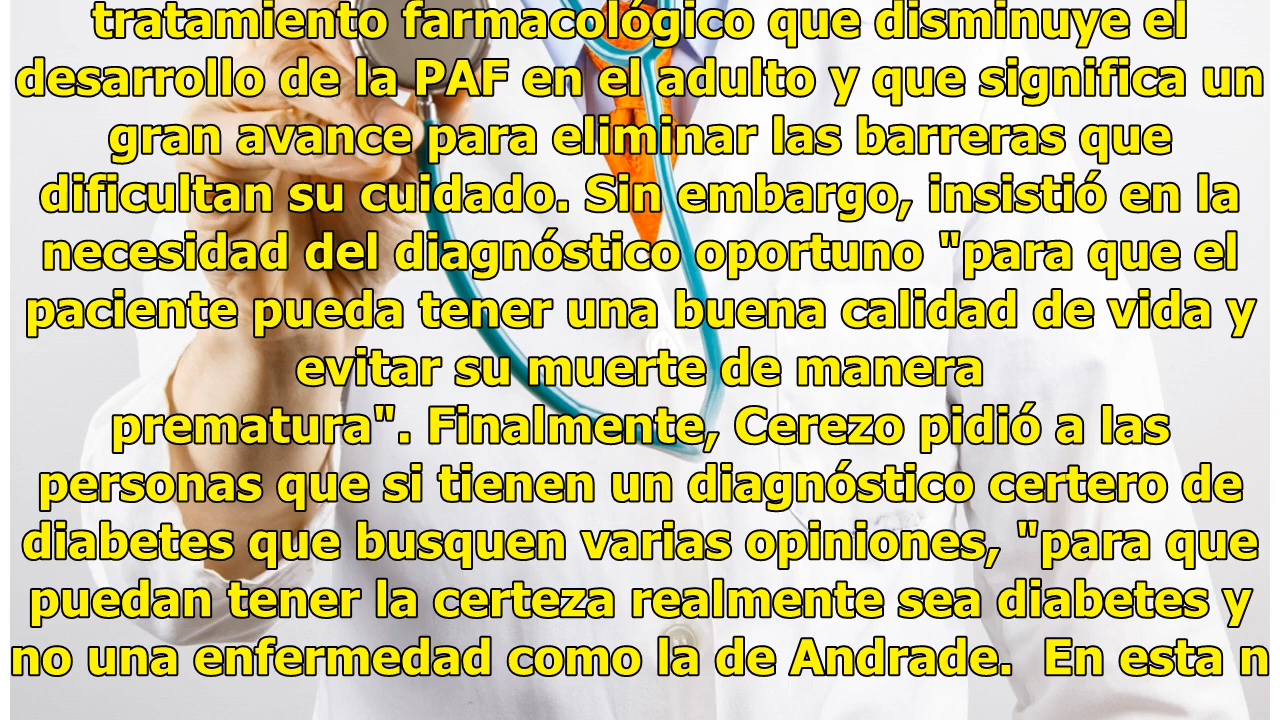 tratamiento farmacológico que disminuye el
desarrollo de la PAF en el adulto y que significa un
gran avance para eliminar las barreras que
dificultan su cuidado. Sin embargo, insistió en la
necesidad del diagnóstico oportuno "para que el
paciente pueda tener una buena calidad de vida y
evitar su muerte de manera
prematura". Finalmente, Cerezo pidió a las
personas que si tienen un diagnóstico certero de
diabetes que busquen varias opiniones, "para que
puedan tener la certeza realmente sea diabetes y
no una enfermedad como la de Andrade.  En esta n